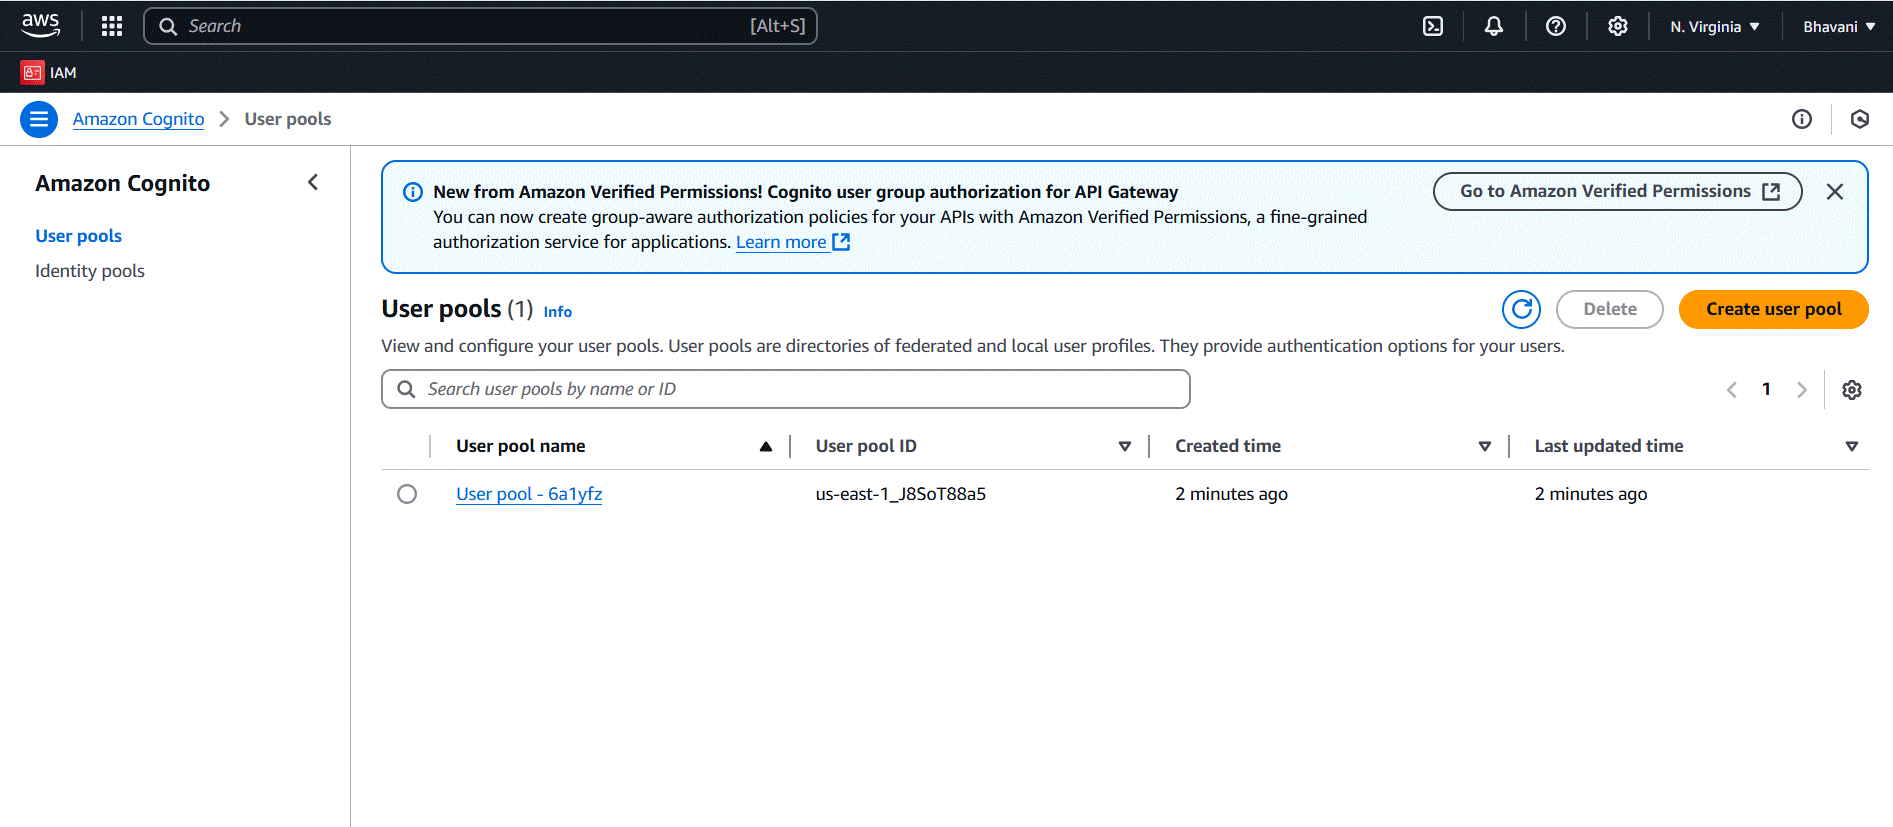 aws
Search [Alt+S]
N. Virginia
Bhavani
IAM
Amazon Cognito > User pools
Amazon Cognito
User pools
Identity pools
New from Amazon Verified Permissions! Cognito user group authorization for API Gateway
You can now create group-aware authorization policies for your APIs with Amazon Verified Permissions, a fine-grained
authorization service for applications. Learn more
Go to Amazon Verified Permissions
User pools (1) Info
Delete
Create user pool
View and configure your user pools. User pools are directories of federated and local user profiles. They provide authentication options for your users.
Search user pools by name or ID
1
User pool name User pool ID Created time Last updated time
User pool - 6a1yfz us-east-1_J8SoT88a5 2 minutes ago 2 minutes ago